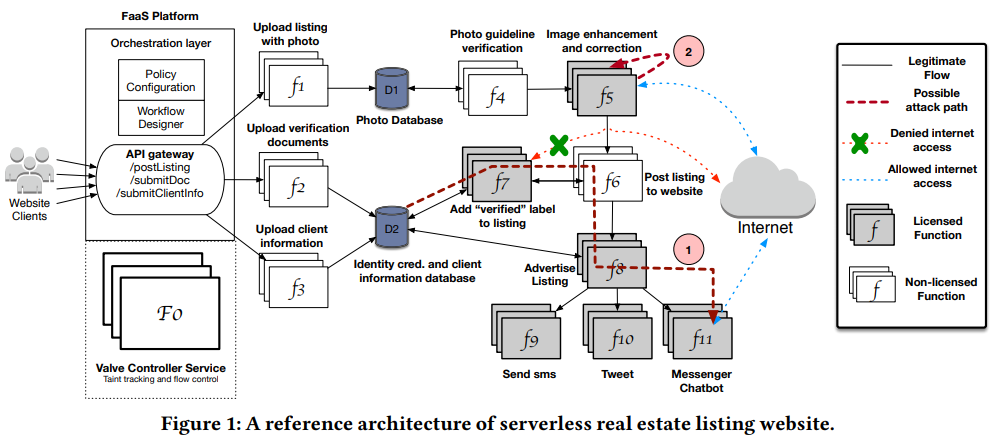 FaaS Platform
Orchestration layer
Policy
Configuration
Workflow
Designer
API gateway
/postListing
/submitDoc
/submitClientInfo
Website
Clients
F0
Valve Controller Service
Taint tracking and flow control
Upload listing
with photo
f1
Upload verification
documents
f2
Upload client
information
f3
D1
Photo Database
D2
Identity cred. and client
information database
Photo guideline
verification
f4
Image enhancement
and correction
f5
2
f7
Add “verified” label
to listing
f6
Post listing
to website
Internet
1
Advertise
Listing
f8
f9
Send sms
f10
Tweet
f11
Messenger
Chatbot
Legitimate
Flow
Possible
attack path
Denied internet
access
Allowed internet
access
f
Licensed
Function
f
Non-licensed
Function
Figure 1: A reference architecture of serverless real estate listing website.